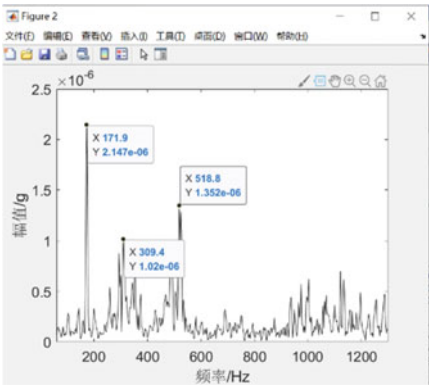 Figure 2
文件(F) 编辑(E) 查看(V) 插入(I) 工具(T) 桌面(D) 窗口(W) 帮助(H)
×10-6
2.5
2
1.5
1
0.5
0
幅值/g
X 171.9
Y 2.147e-06
X 518.8
Y 1.352e-06
X 309.4
Y 1.02e-06
200 400 600 800 1000 1200
频率/Hz